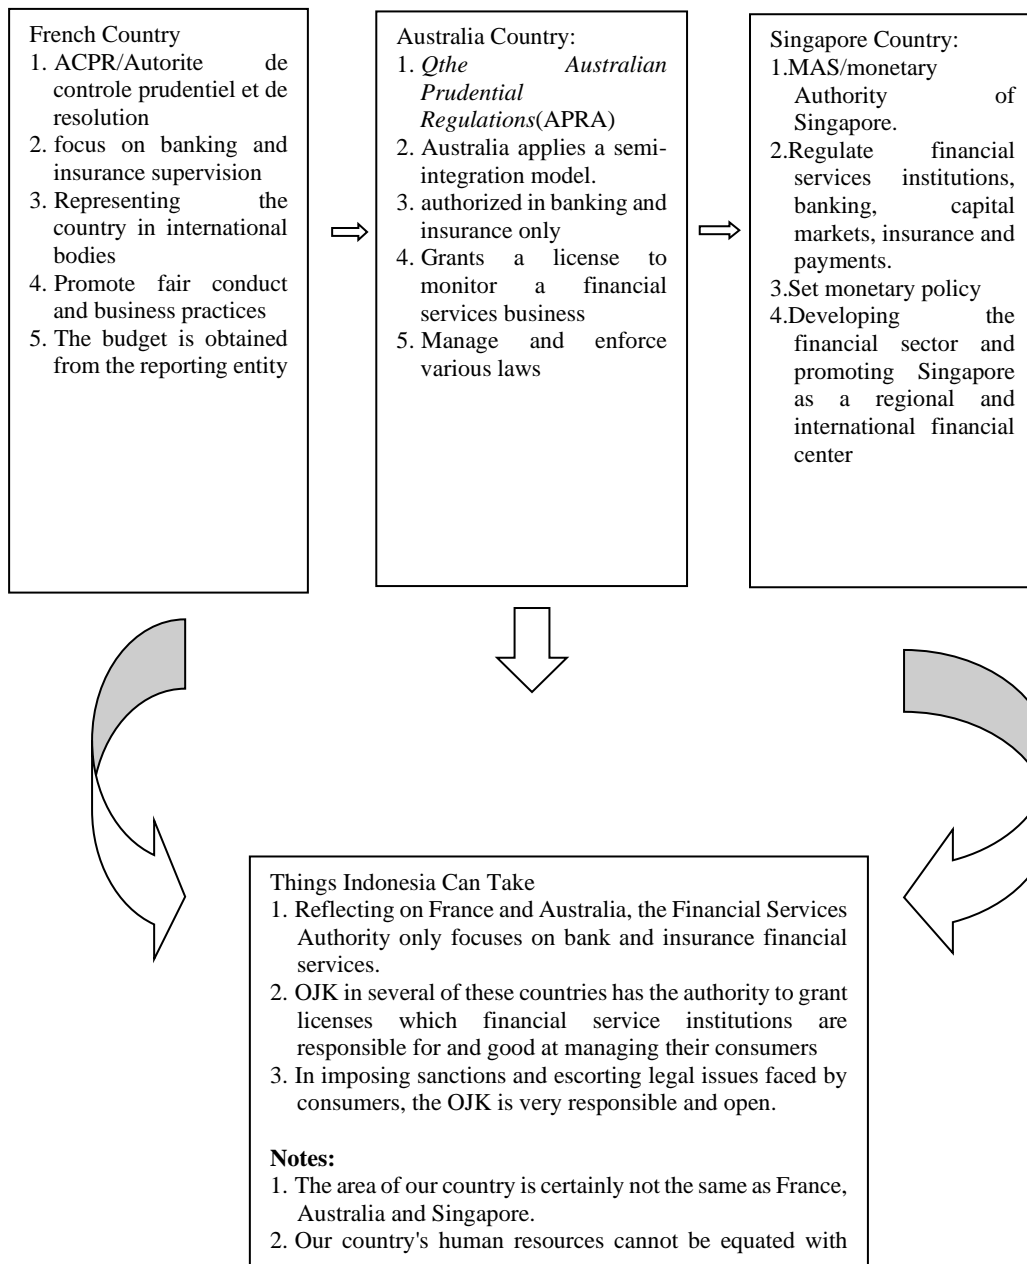 French Country
1. ACPR/Autorite de
controle prudentiel et de
resolution
2. focus on banking and
insurance supervision
3. Representing the
country in international
bodies
4. Promote fair conduct
and business practices
5. The budget is obtained
from the reporting entity
Australia Country:
1. Qthe Australian
Prudential
Regulations(APRA)
2. Australia applies a semi-
integration model.
3. authorized in banking and
insurance only
4. Grants a license to
monitor a financial
services business
5. Manage and enforce
various laws
Singapore Country:
1.MAS/monetary
Authority of
Singapore.
2.Regulate financial
services institutions,
banking, capital
markets, insurance and
payments.
3.Set monetary policy
4.Developing the
financial sector and
promoting Singapore
as a regional and
international financial
center
Things Indonesia Can Take
1. Reflecting on France and Australia, the Financial Services
Authority only focuses on bank and insurance financial
services.
2. OJK in several of these countries has the authority to grant
licenses which financial service institutions are
responsible for and good at managing their consumers
3. In imposing sanctions and escorting legal issues faced by
consumers, the OJK is very responsible and open.
Notes:
1. The area of our country is certainly not the same as France,
Australia and Singapore.
2. Our country's human resources cannot be equated with